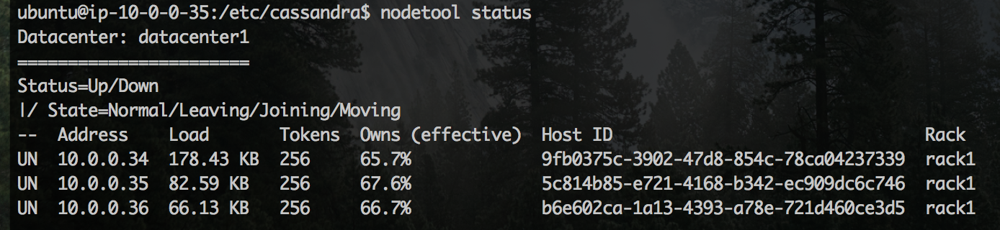 ubuntu@ip-10-0-0-35:/etc/cassandra$ nodetool status
Datacenter: datacenter1
=======================
Status=Up/Down
|/ State=Normal/Leaving/Joining/Moving
--  Address    Load       Tokens  Owns (effective)  Host ID                               Rack
UN  10.0.0.34  178.43 KB  256     65.7%             9fb0375c-3902-47d8-854c-78ca04237339  rack1
UN  10.0.0.35  82.59 KB   256     67.6%             5c814b85-e721-4168-b342-ec909dc6c746  rack1
UN  10.0.0.36  66.13 KB   256     66.7%             b6e602ca-1a13-4393-a78e-721d460ce3d5  rack1